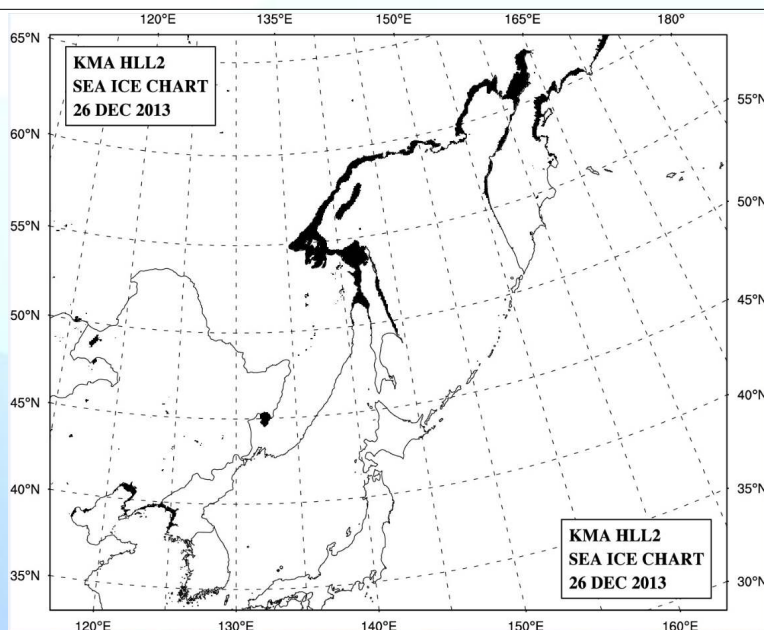 120°E 135°E 150°E 165°E 180°
65°N
KMA HLL2
SEA ICE CHART
26 DEC 2013
60°N
55°N
55°N
50°N
50°N
45°N
45°N
40°N
40°N
35°N
35°N
30°N
KMA HLL2
SEA ICE CHART
26 DEC 2013
120°E 130°E 140°E 150°E 160°E